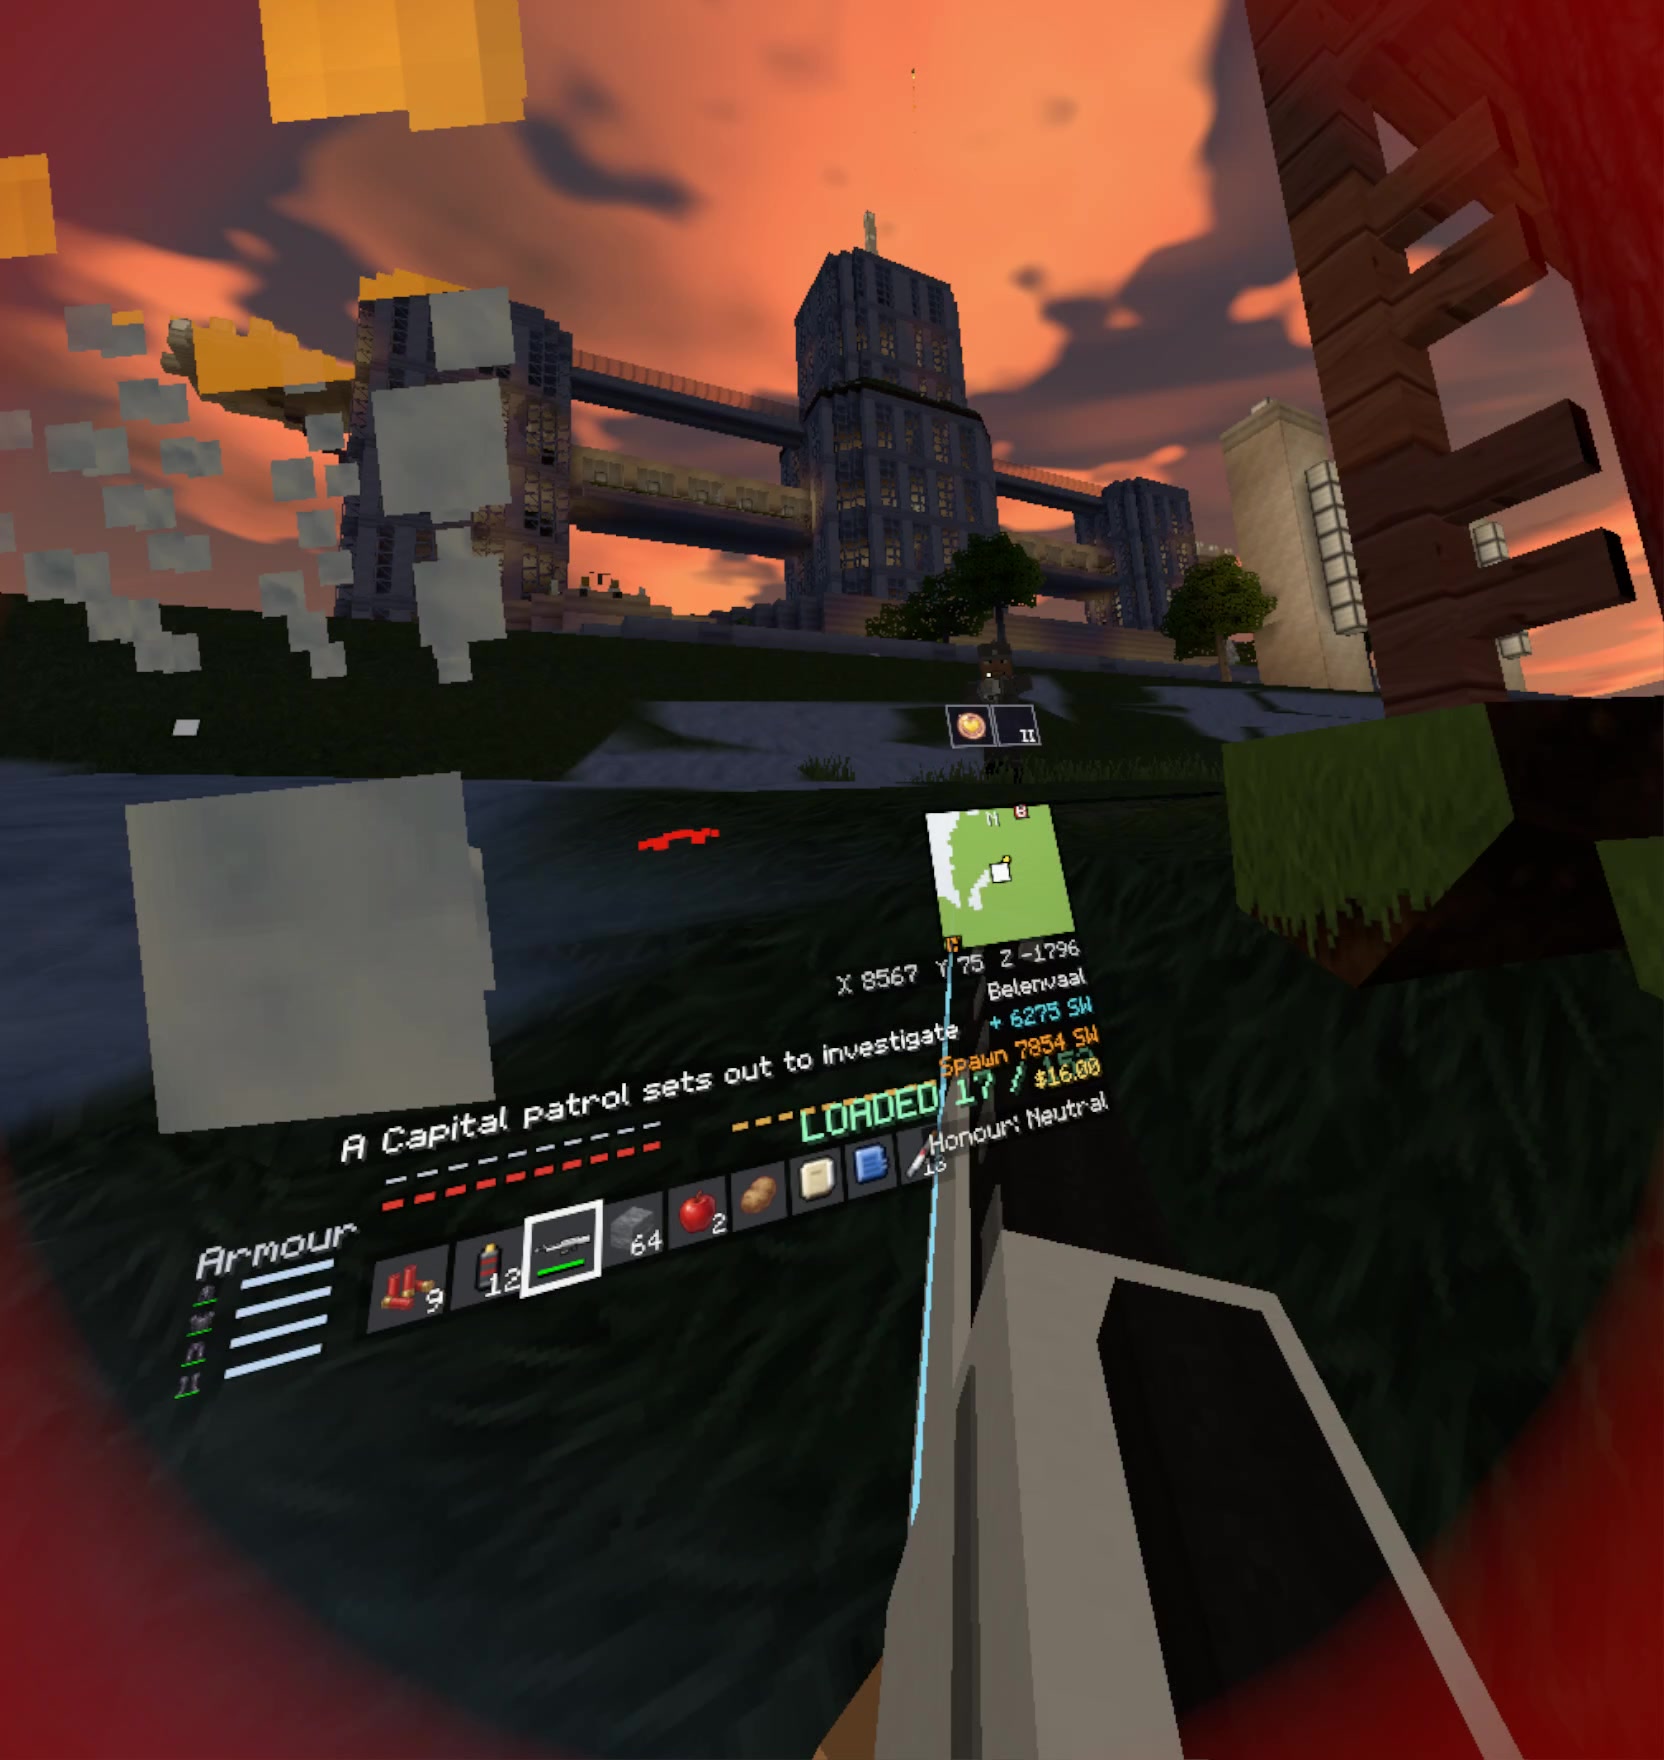 II
N
B
X 8567 Y 75 Z -1796
Belenvaal
+ 6275 SW
Spawn 7854 SW
$16.00
A Capital patrol sets out to investigate
LOADED 17 /
Honour: Neutral
Armour
9
12
64
2